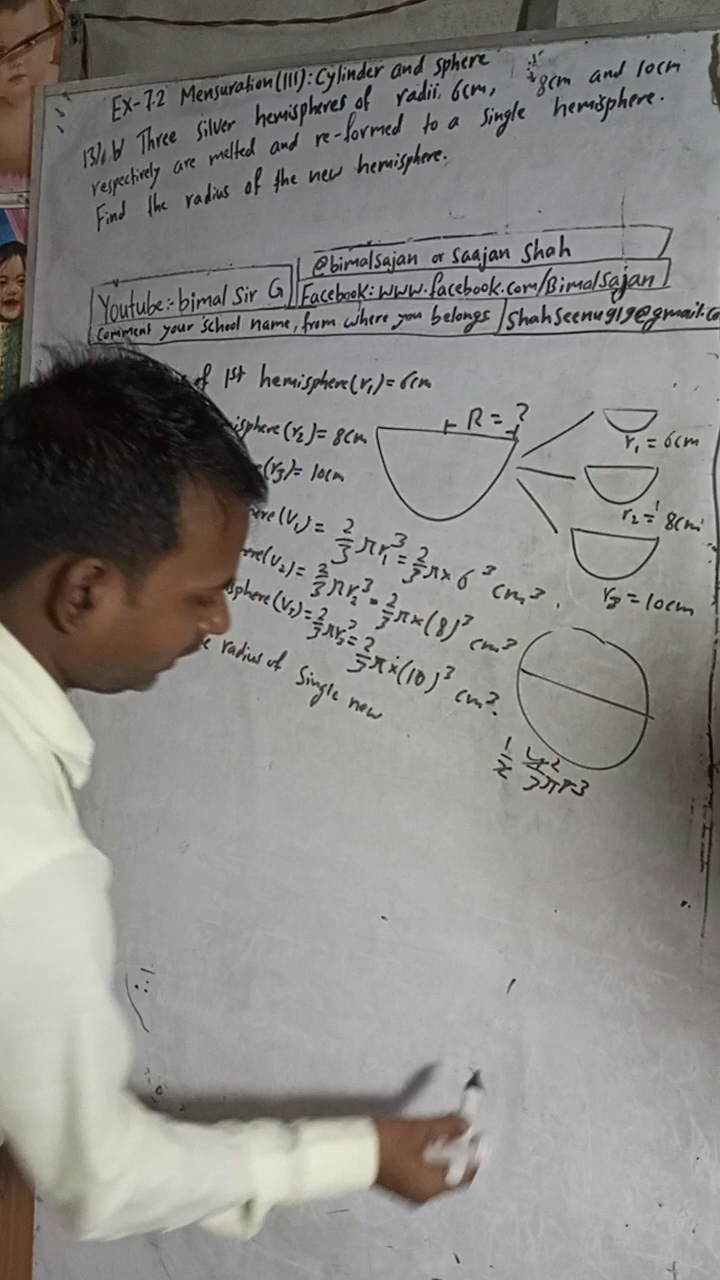 Ex-7.2 Mensuration (III): Cylinder and sphere
13) b) Three silver hemispheres of radii 6cm, 8cm and 10cm
respectively are melted and re-formed to a single hemisphere.
Find the radius of the new hemisphere.
@bimalsajan or Saajan Shah
Youtube:- bimal Sir G
Facebook: www.facebook.com/BimalSajan
Comment your School name, from where you belongs
shahseenu919@gmail.co
of 1st hemisphere (r₁) = 6cm
isphere (r₂) = 8cm
(r₃) = 10cm
R = ?
r₁ = 6cm
r₂ = 8cm
r₃ = 10cm
ere (V₁) = 2/3 πr₁³ = 2/3 π × 6³ cm³.
ere (V₂) = 2/3 πr₂³ = 2/3 π × (8)³ cm³
sphere (V₃) = 2/3 πr₃³ = 2/3 π × (10)³ cm³.
e radius of Single new
1/2 4 2/3 πr3
∴